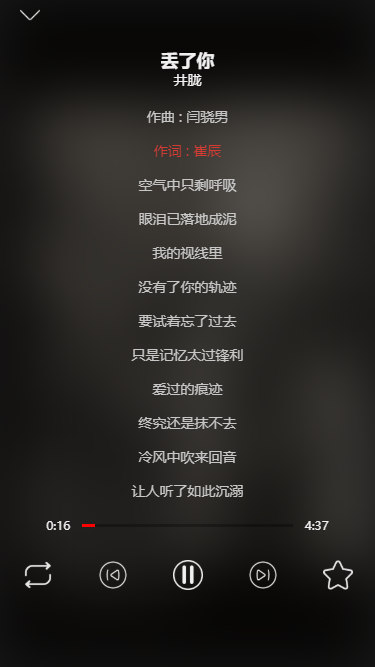 丢了你
井胧
作曲 : 闫骁男
作词 : 崔辰
空气中只剩呼吸
眼泪已落地成泥
我的视线里
没有了你的轨迹
要试着忘了过去
只是记忆太过锋利
爱过的痕迹
终究还是抹不去
冷风中吹来回音
让人听了如此沉溺
0:16 4:37